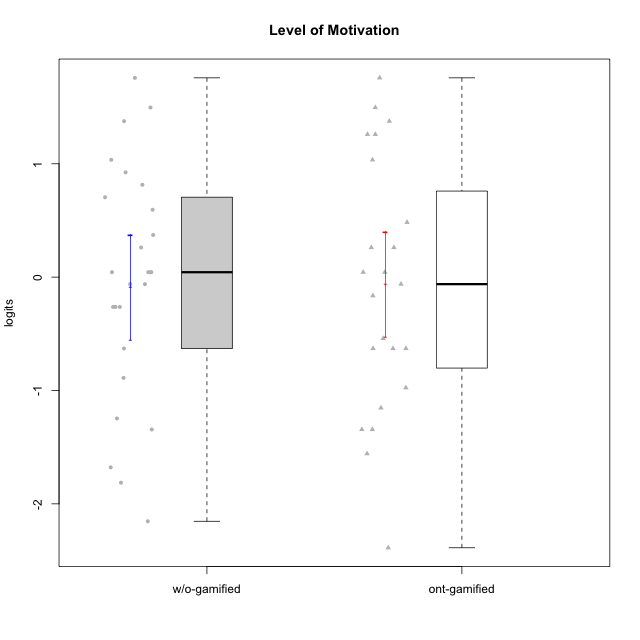 Level of Motivation
logits
1
0
-1
-2
w/o-gamified
ont-gamified